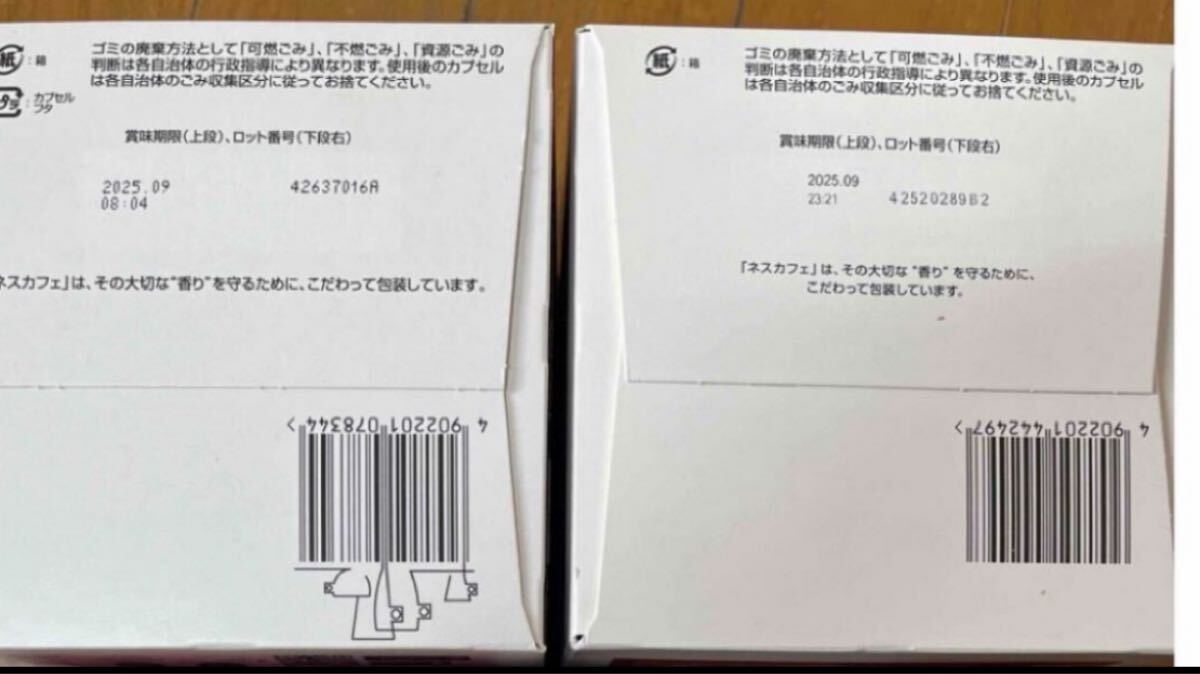 紙 : 箱
ゴミの廃棄方法として「可燃ごみ」、「不燃ごみ」、「資源ごみ」の
判断は各自治体の行政指導により異なります。使用後のカプセル
は各自治体のごみ収集区分に従ってお捨てください。
プラ : カプセル
フタ
賞味期限(上段)、ロット番号(下段右)
2025.09 42637016A
08:04
ネスカフェ」は、その大切な“香り”を守るために、こだわって包装しています。
4 902201 078344 >
紙 : 箱
ゴミの廃棄方法として「可燃ごみ」、「不燃ごみ」、「資源ごみ」の
判断は各自治体の行政指導により異なります。使用後のカプセル
は各自治体のごみ収集区分に従ってお捨てください。
賞味期限(上段)、ロット番号(下段右)
2025.09
23:21 42520289B2
「ネスカフェ」は、その大切な“香り”を守るために、
こだわって包装しています。
4 902201 442497 >